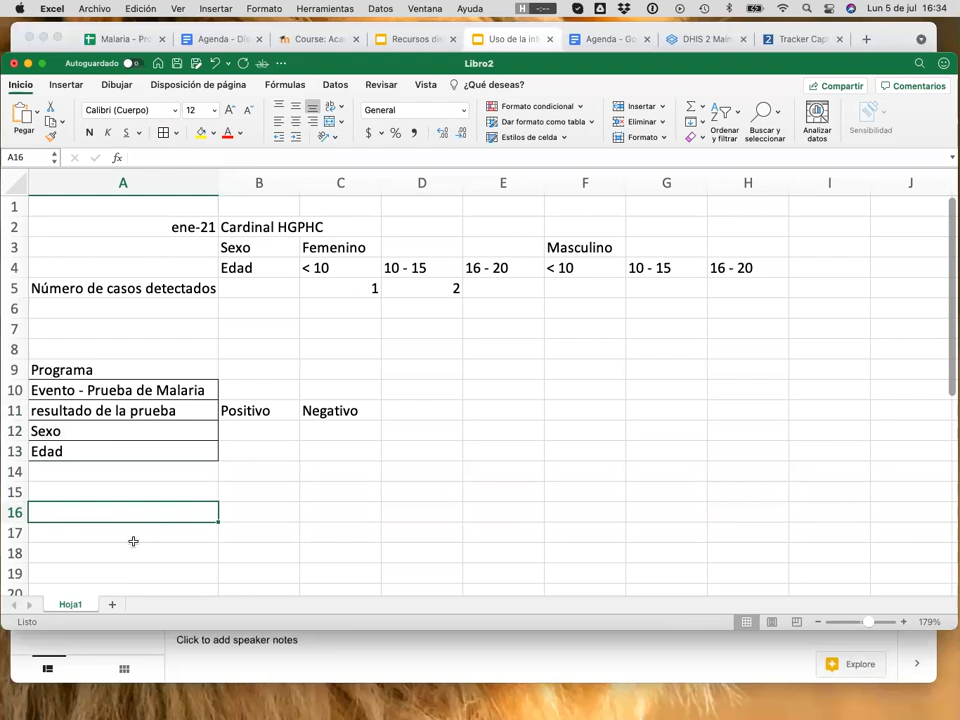 Excel Archivo Edición Ver Insertar Formato Herramientas Datos Ventana Ayuda Lun 5 de jul 16:34
Malaria - Pro Agenda - Di Course: Aca Recursos di Uso de la int Agenda - Go DHIS 2 Main Tracker Cap
Autoguardado Libro2
Inicio Insertar Dibujar Disposición de página Fórmulas Datos Revisar Vista ¿Qué desees? Compartir Comentarios
Pegar Calibri (Cuerpo) 12 General Formato condicional Insertar
Dar formato como tabla Eliminar
Estilos de celda Formato
Ordenar y filtrar Buscar y seleccionar Analizar datos Sensibilidad
A16 fx
A B C D E F G H I J
1
2 ene-21 Cardinal HGPHC
3 Sexo Femenino Masculino
4 Edad < 10 10 - 15 16 - 20 < 10 10 - 15 16 - 20
5 Número de casos detectados 1 2
6
7
8
9 Programa
10 Evento - Prueba de Malaria
11 resultado de la prueba Positivo Negativo
12 Sexo
13 Edad
14
15
16
17
18
19
20
Hoja1
Listo 179%
Click to add speaker notes
Explore